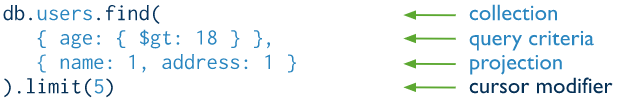 db.users.find( collection
{ age: { $gt: 18 } }, query criteria
{ name: 1, address: 1 } projection
).limit(5) cursor modifier